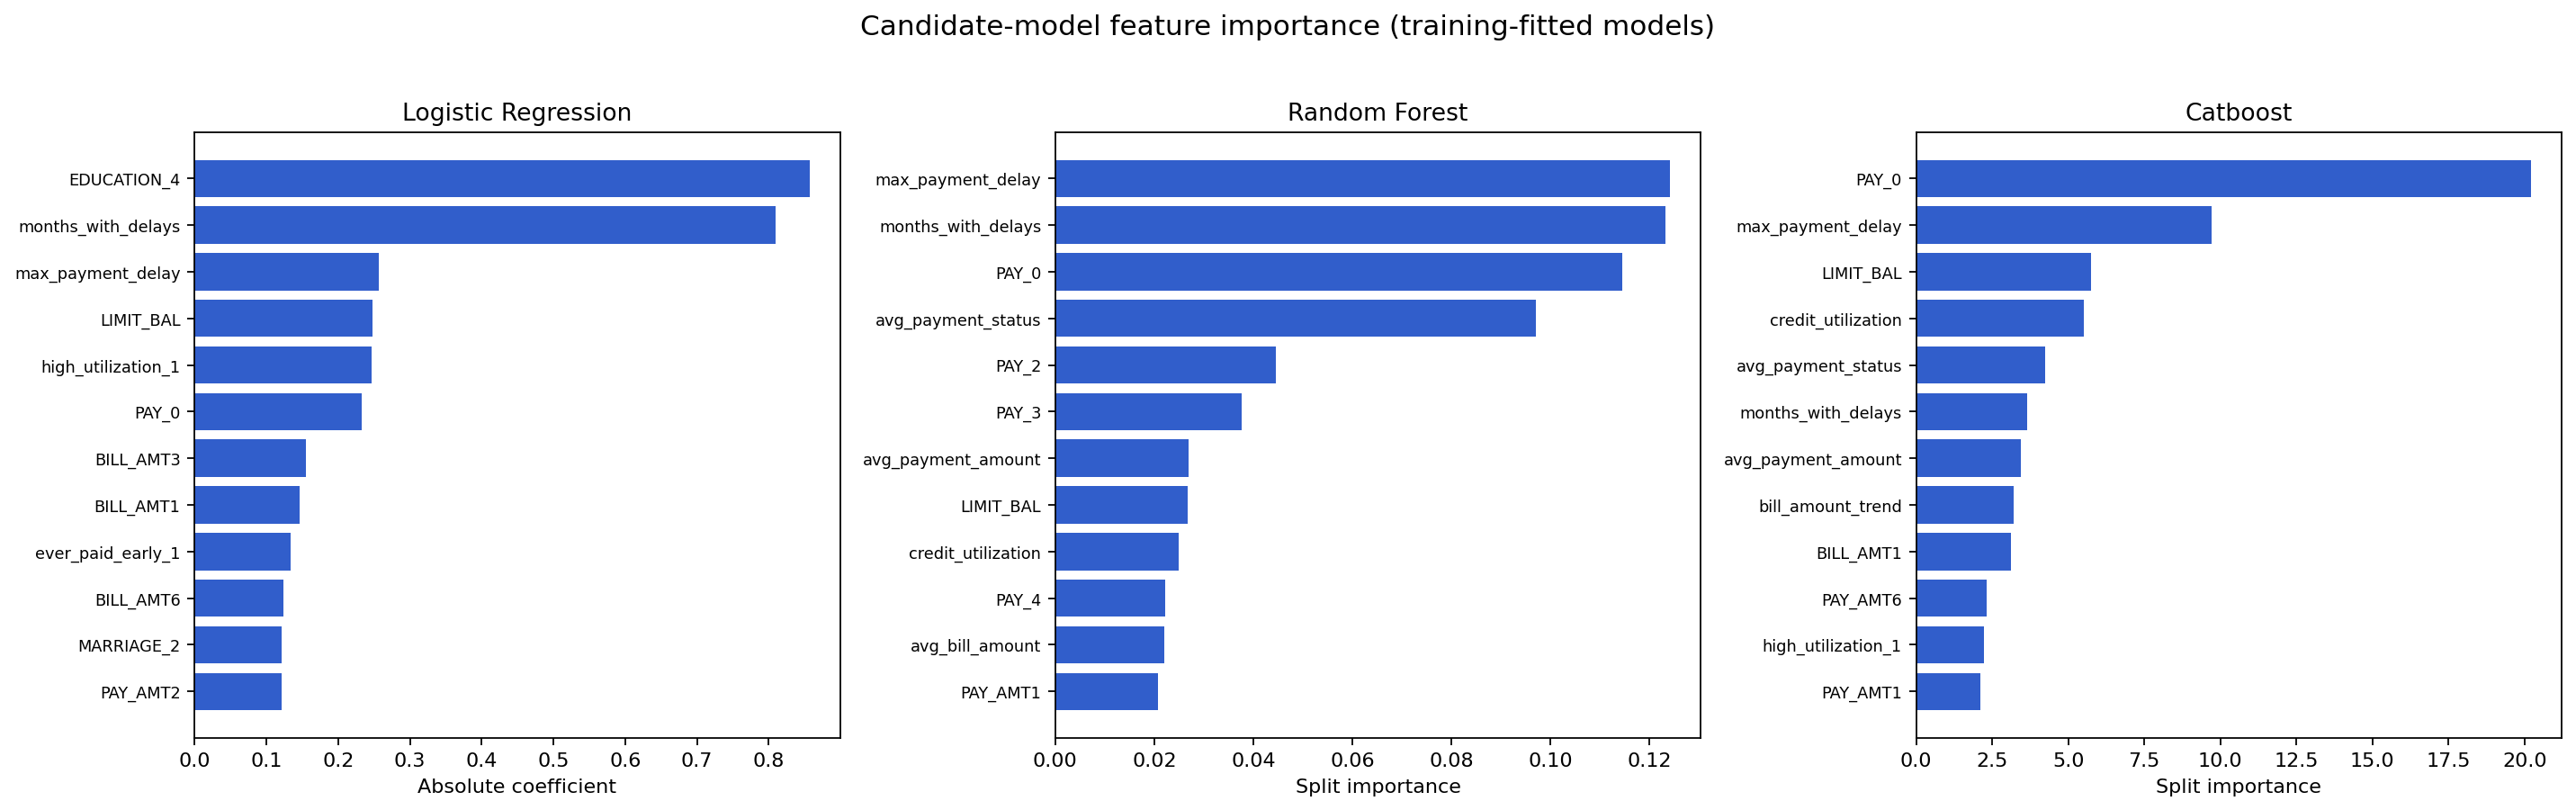 Candidate-model feature importance (training-fitted models)
Logistic Regression
EDUCATION_4
months_with_delays
max_payment_delay
LIMIT_BAL
high_utilization_1
PAY_0
BILL_AMT3
BILL_AMT1
ever_paid_early_1
BILL_AMT6
MARRIAGE_2
PAY_AMT2
0.0 0.1 0.2 0.3 0.4 0.5 0.6 0.7 0.8
Absolute coefficient
Random Forest
max_payment_delay
months_with_delays
PAY_0
avg_payment_status
PAY_2
PAY_3
avg_payment_amount
LIMIT_BAL
credit_utilization
PAY_4
avg_bill_amount
PAY_AMT1
0.00 0.02 0.04 0.06 0.08 0.10 0.12
Split importance
Catboost
PAY_0
max_payment_delay
LIMIT_BAL
credit_utilization
avg_payment_status
months_with_delays
avg_payment_amount
bill_amount_trend
BILL_AMT1
PAY_AMT6
high_utilization_1
PAY_AMT1
0.0 2.5 5.0 7.5 10.0 12.5 15.0 17.5 20.0
Split importance